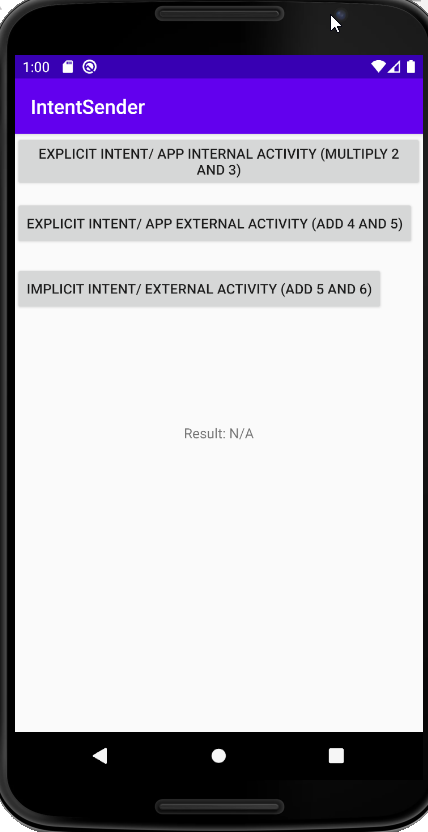 1:00
IntentSender
EXPLICIT INTENT/ APP INTERNAL ACTIVITY (MULTIPLY 2
AND 3)
EXPLICIT INTENT/ APP EXTERNAL ACTIVITY (ADD 4 AND 5)
IMPLICIT INTENT/ EXTERNAL ACTIVITY (ADD 5 AND 6)
Result: N/A